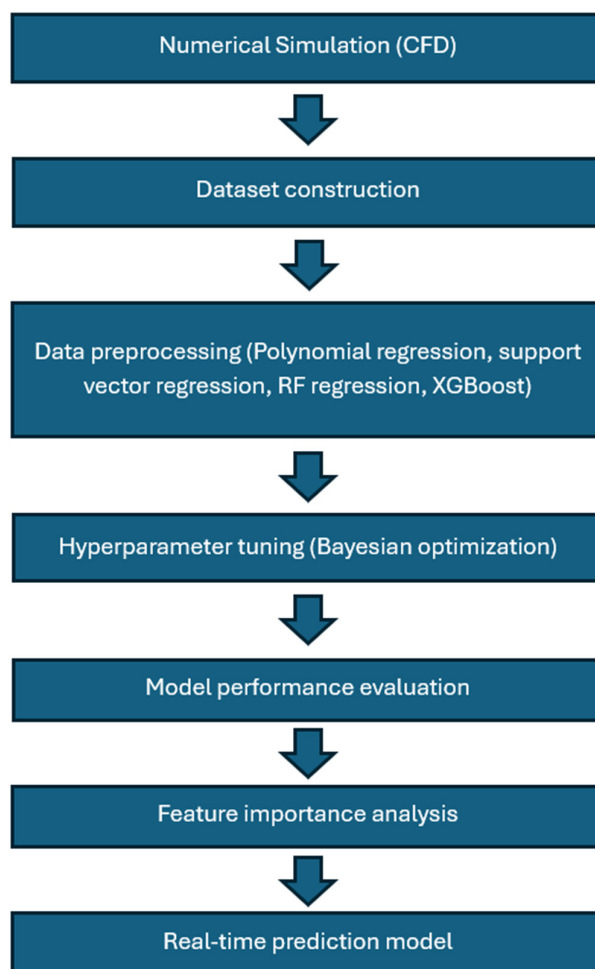 Numerical Simulation (CFD)
Dataset construction
Data preprocessing (Polynomial regression, support
vector regression, RF regression, XGBoost)
Hyperparameter tuning (Bayesian optimization)
Model performance evaluation
Feature importance analysis
Real-time prediction model